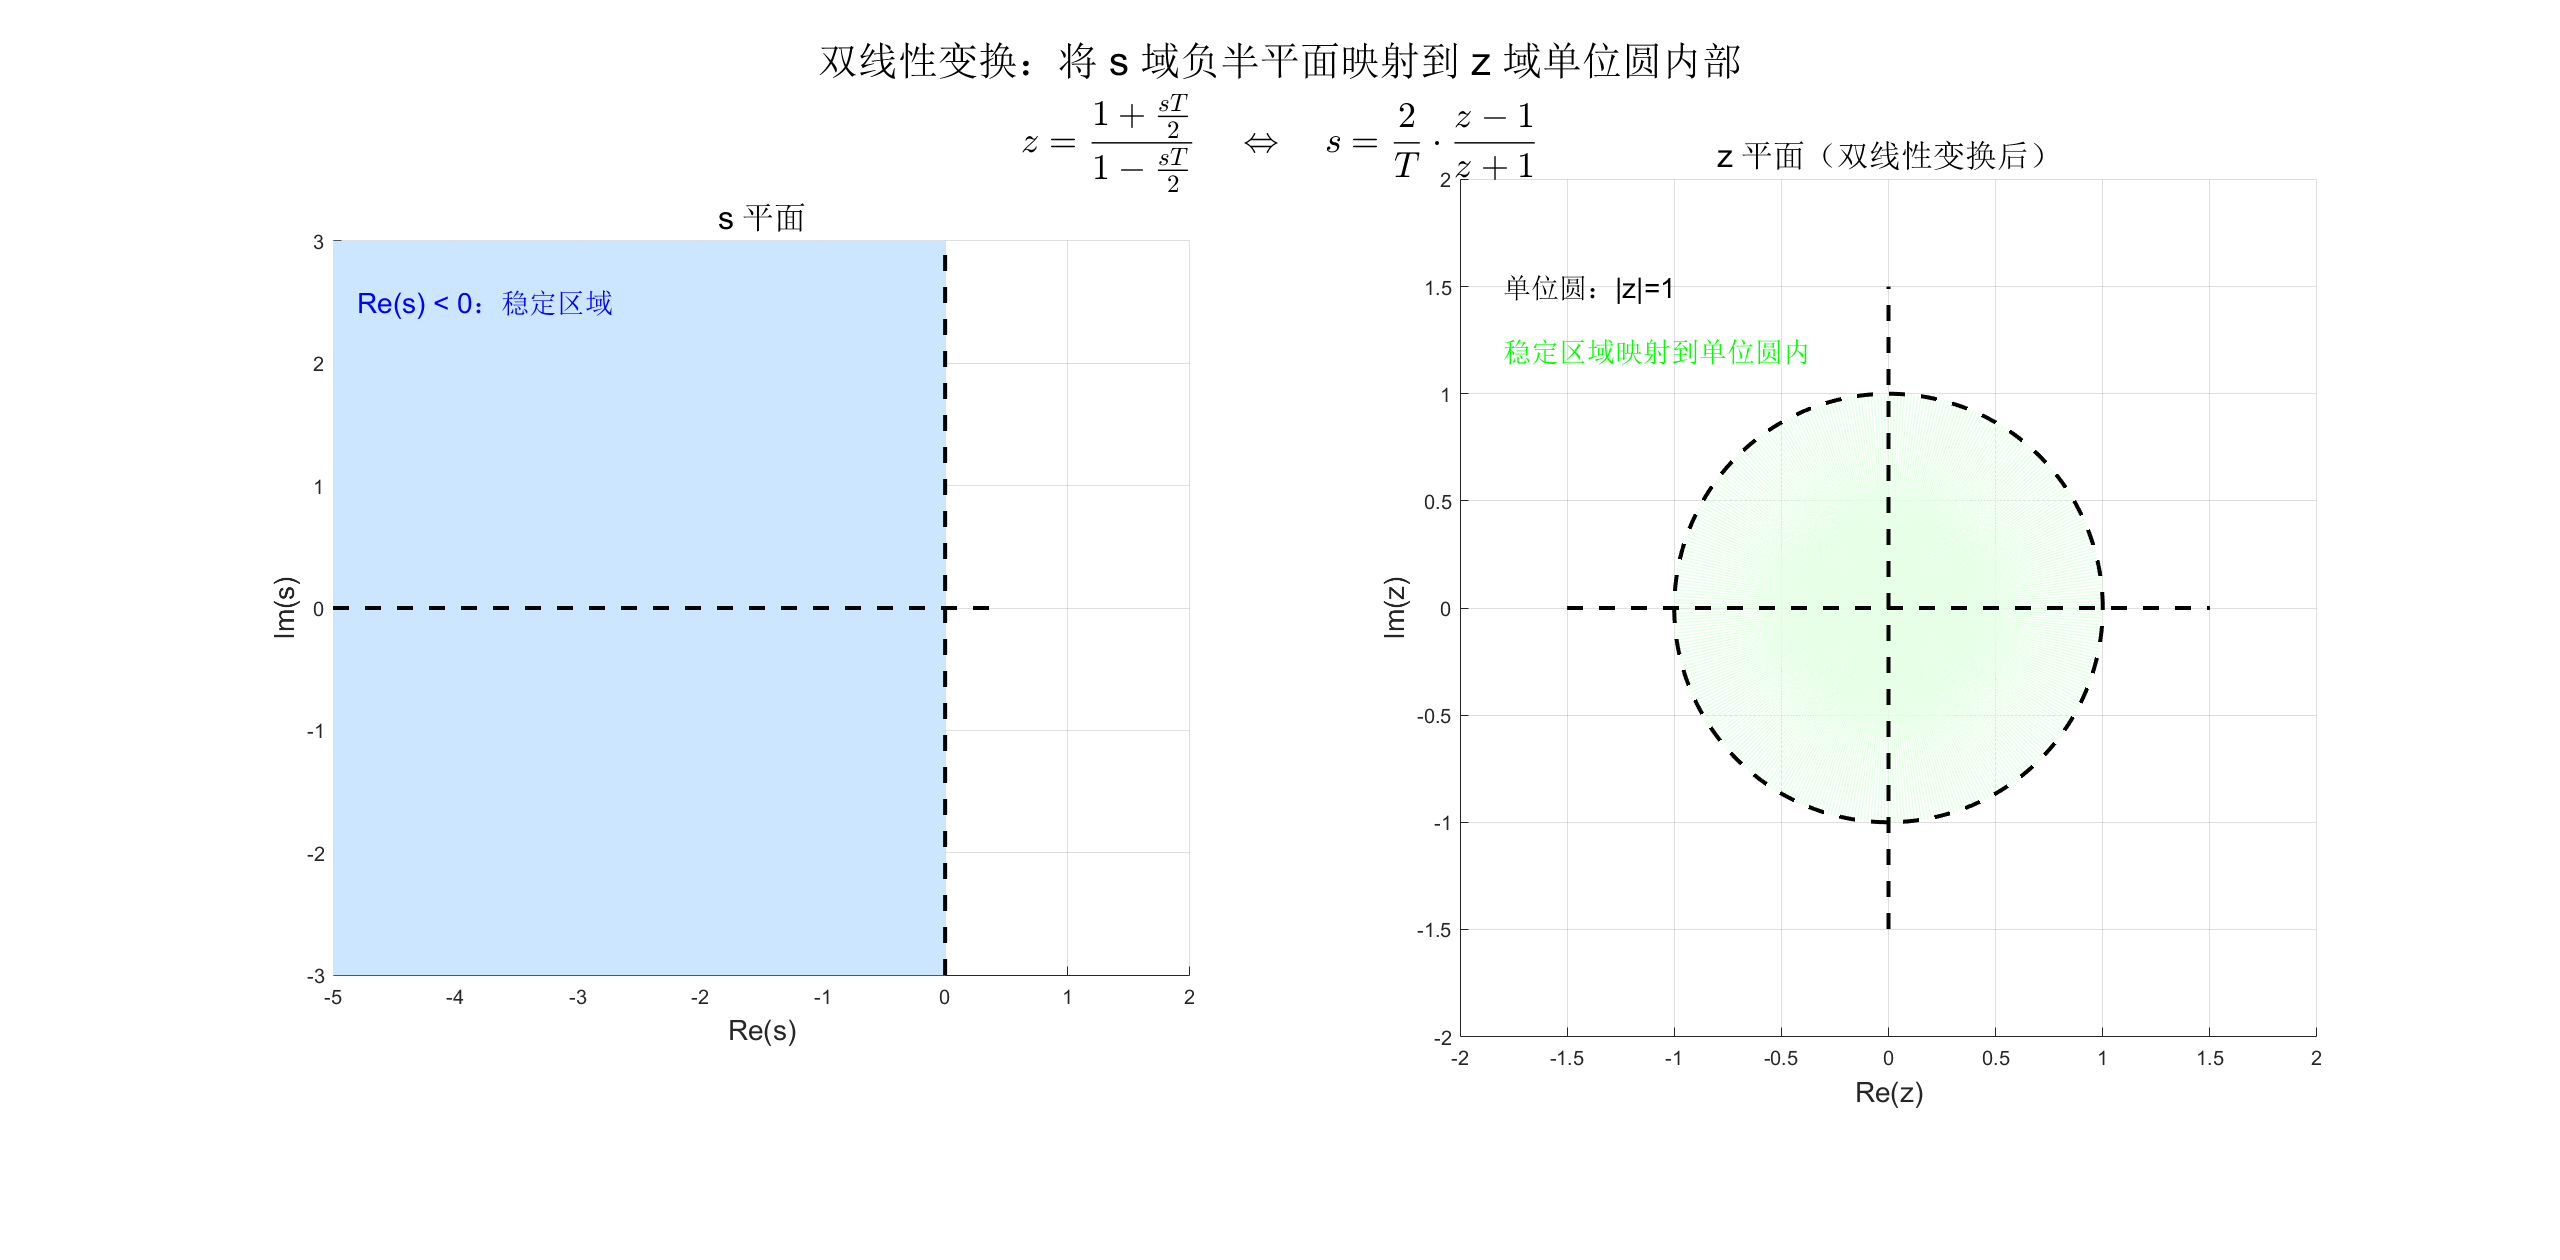 双线性变换：将 s 域负半平面映射到 z 域单位圆内部
z = \frac{1 + \frac{sT}{2}}{1 - \frac{sT}{2}} ⇔ s = \frac{2}{T} · \frac{z - 1}{z + 1}
s 平面
3
2
1
0
-1
-2
-3
Im(s)
Re(s) < 0：稳定区域
-5 -4 -3 -2 -1 0 1 2
Re(s)
z 平面（双线性变换后）
2
1.5
1
0.5
0
-0.5
-1
-1.5
-2
Im(z)
单位圆：|z|=1
稳定区域映射到单位圆内
-2 -1.5 -1 -0.5 0 0.5 1 1.5 2
Re(z)